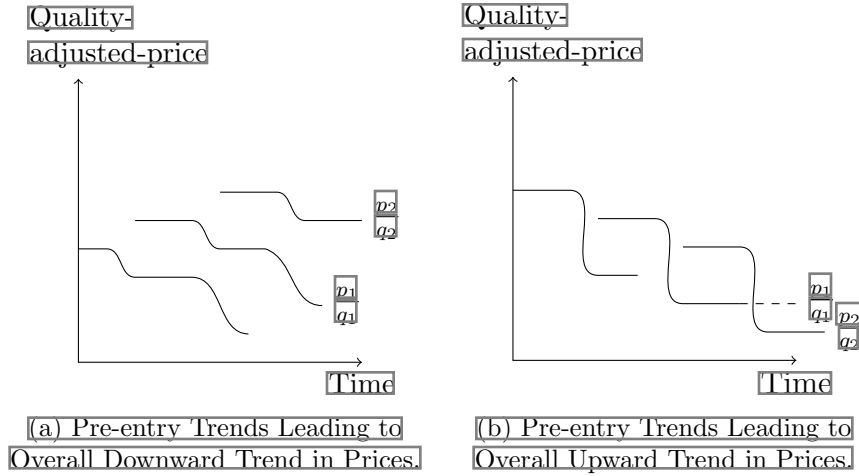 Quality-
adjusted-price
p2
q2
p1
q1
Time
(a) Pre-entry Trends Leading to
Overall Downward Trend in Prices.
Quality-
adjusted-price
p1
q1
p2
q2
Time
(b) Pre-entry Trends Leading to
Overall Upward Trend in Prices.